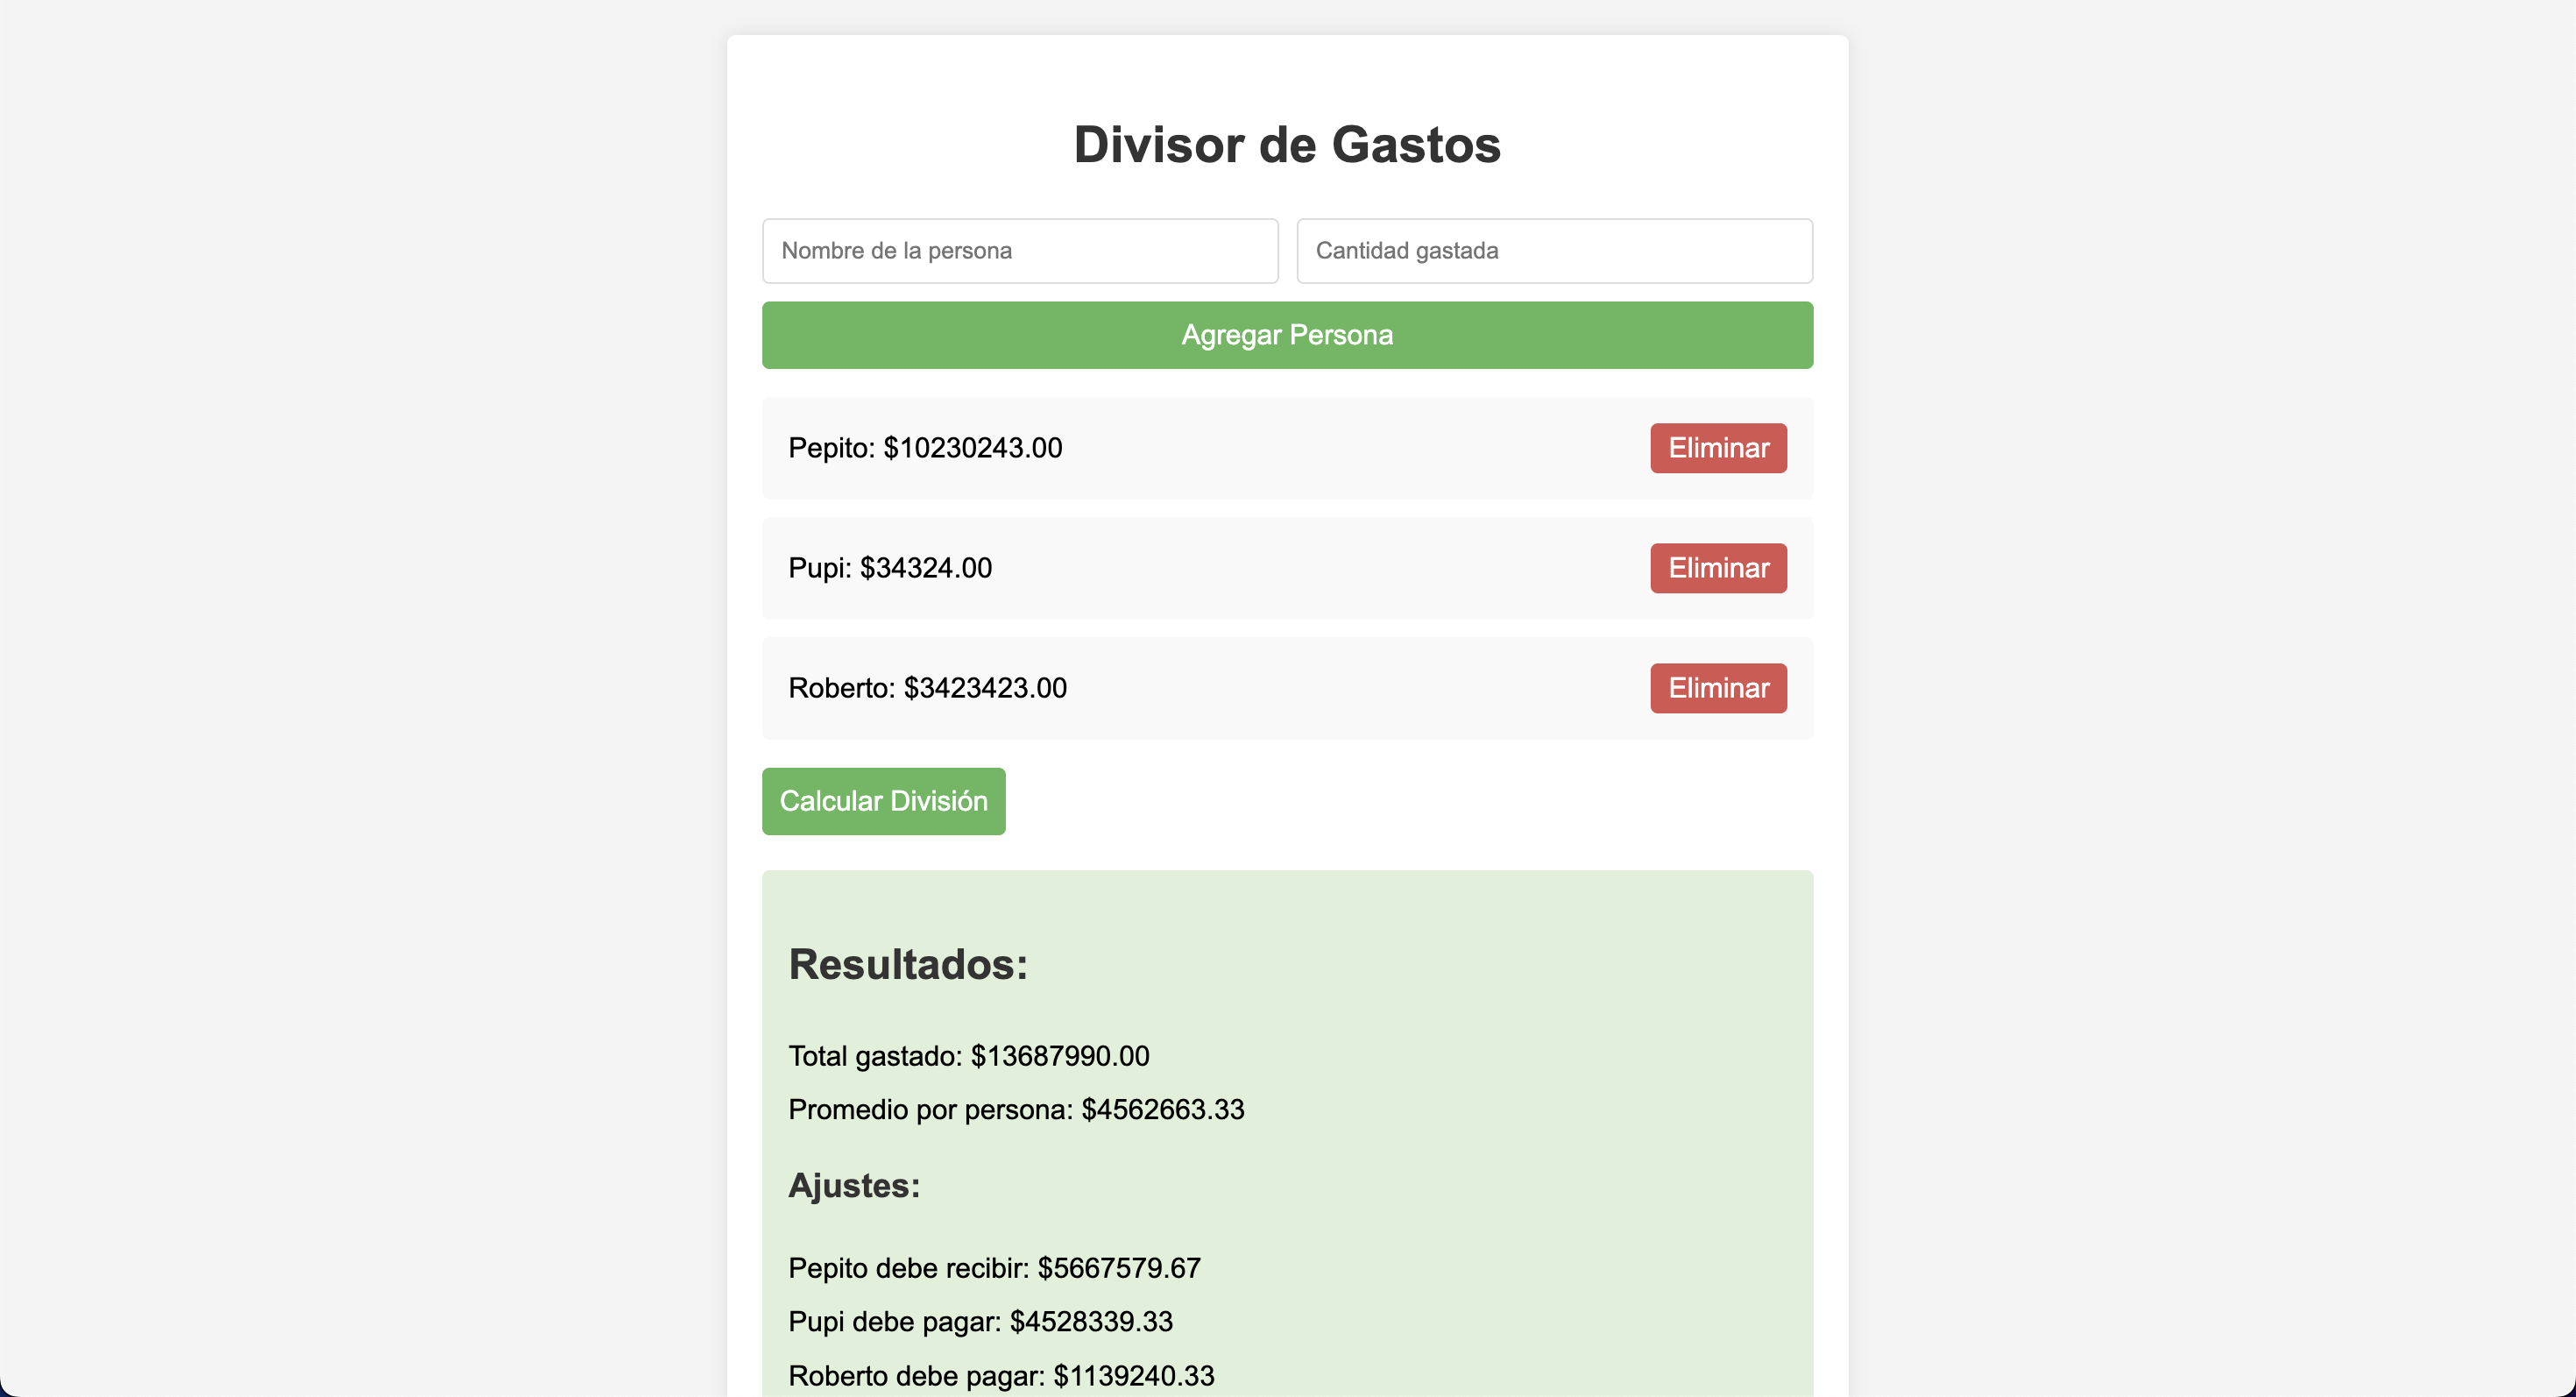 Divisor de Gastos
Nombre de la persona
Cantidad gastada
Agregar Persona
Pepito: $10230243.00
Eliminar
Pupi: $34324.00
Eliminar
Roberto: $3423423.00
Eliminar
Calcular División
Resultados:
Total gastado: $13687990.00
Promedio por persona: $4562663.33
Ajustes:
Pepito debe recibir: $5667579.67
Pupi debe pagar: $4528339.33
Roberto debe pagar: $1139240.33